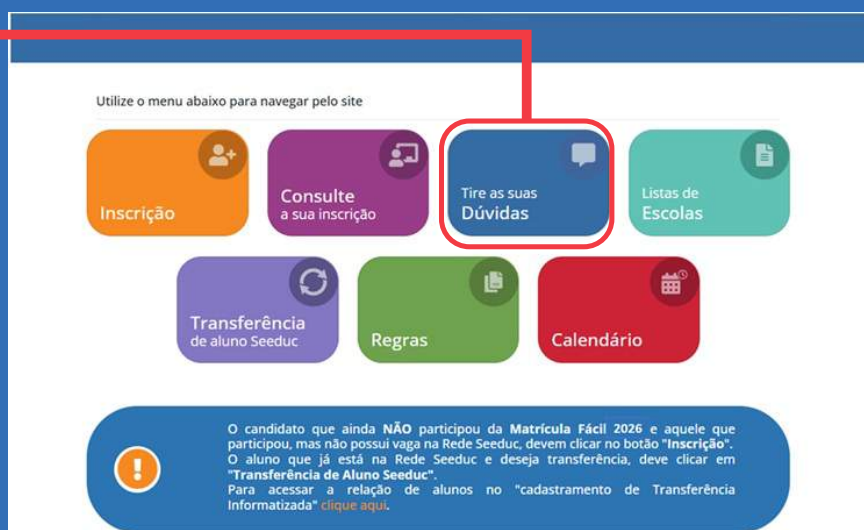 Utilize o menu abaixo para navegar pelo site
Inscrição
Consulte
a sua inscrição
Tire as suas
Dúvidas
Listas de
Escolas
Transferência
de aluno Seeduc
Regras
Calendário
O candidato que ainda NÃO participou da Matrícula Fácil 2026 e aquele que
participou, mas não possui vaga na Rede Seeduc, devem clicar no botão "Inscrição".
O aluno que já está na Rede Seeduc e deseja transferência, deve clicar em
"Transferência de Aluno Seeduc".
Para acessar a relação de alunos no "cadastramento de Transferência
Informatizada" clique aqui.